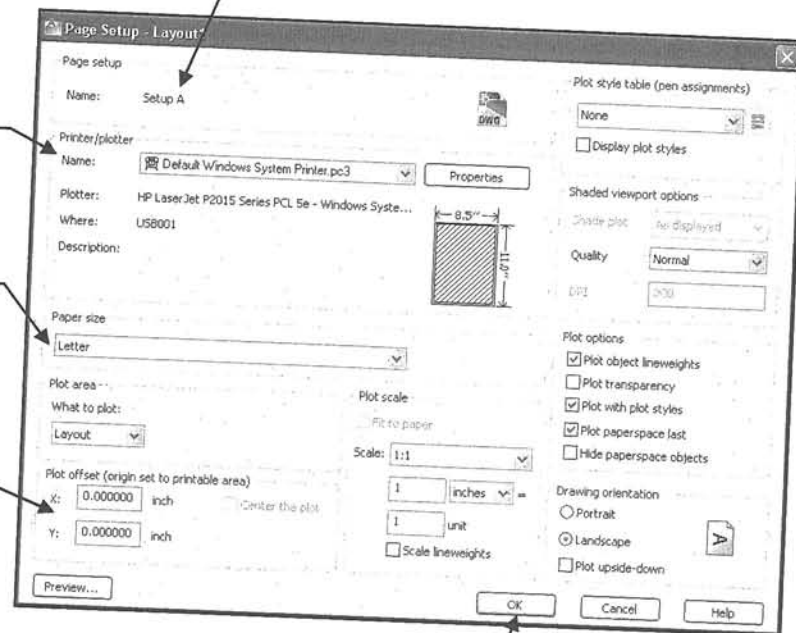 Page Setup - Layout1
Page setup
Name: Setup A
DWG
Printer/plotter
Name: Default Windows System Printer.pc3
Properties
Plotter: HP LaserJet P2015 Series PCL 5e - Windows Syste...
Where: USB001
Description:
8.5"
11.0"
Paper size
Letter
Plot area
What to plot:
Layout
Plot offset (origin set to printable area)
X: 0.000000 inch
Center the plot
Y: 0.000000 inch
Plot scale
Fit to paper
Scale: 1:1
1 inches =
1 unit
Scale lineweights
Plot style table (pen assignments)
None
Display plot styles
Shaded viewport options
Shade plot As displayed
Quality Normal
DPI
Plot options
Plot object lineweights
Plot transparency
Plot with plot styles
Plot paperspace last
Hide paperspace objects
Drawing orientation
Portrait
Landscape
A
Plot upside-down
Preview...
OK
Cancel
Help